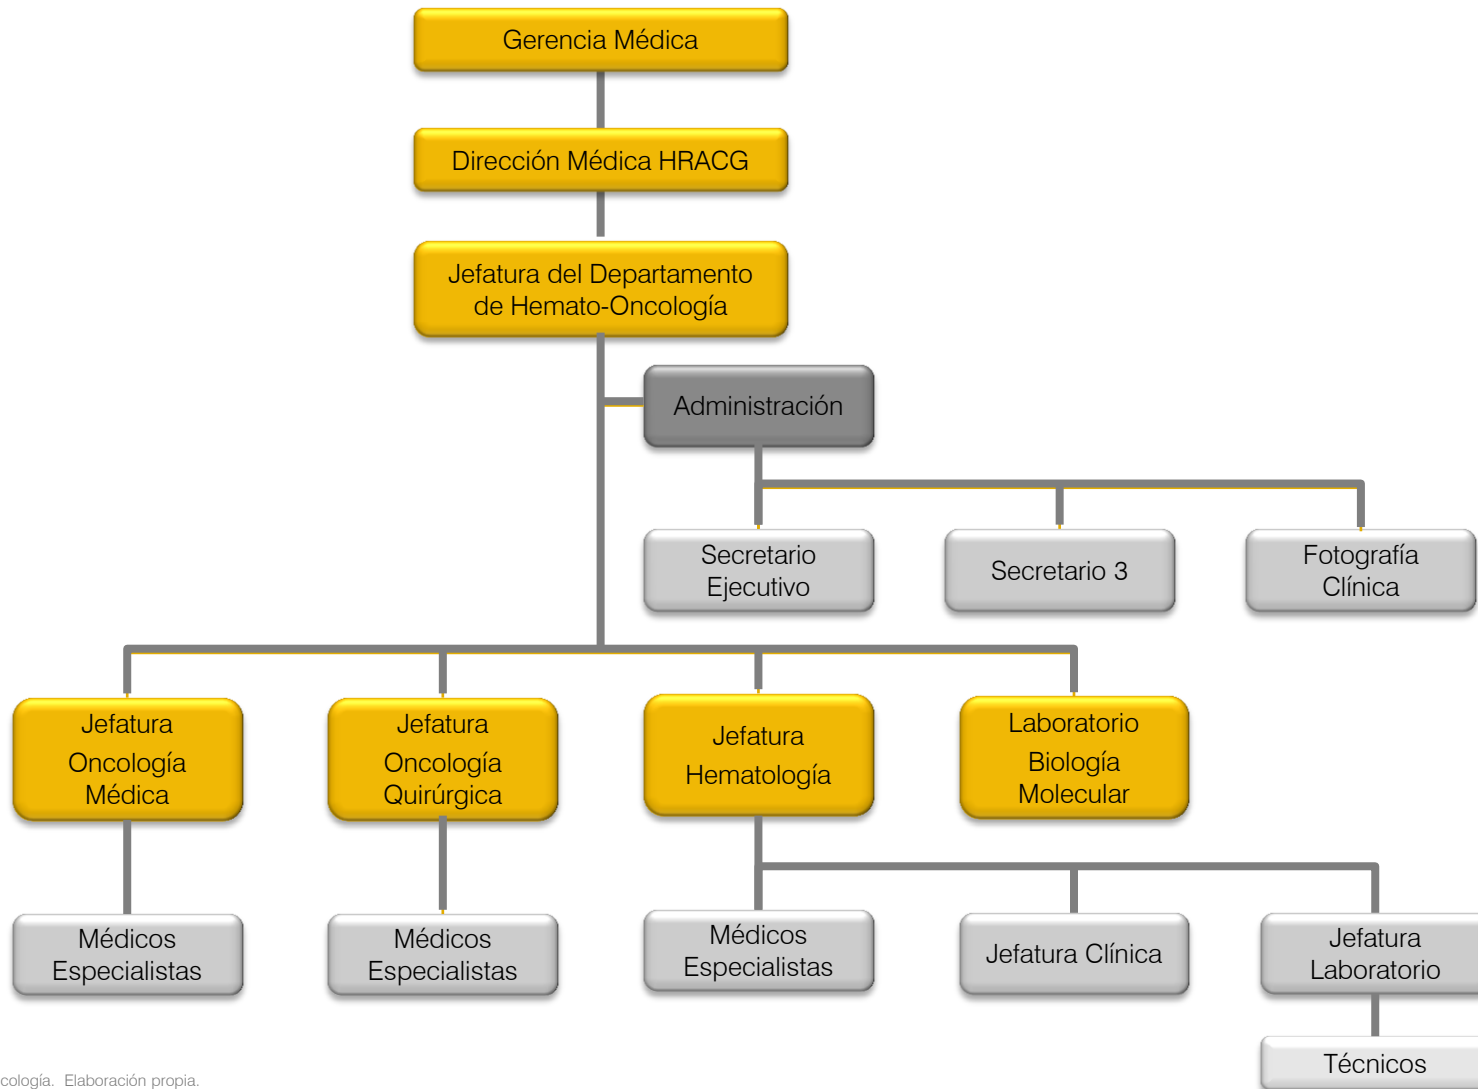 Gerencia Médica
Dirección Médica HRACG
Jefatura del Departamento
de Hemato-Oncología
Administración
Secretario
Ejecutivo
Secretario 3
Fotografía
Clínica
Jefatura
Oncología
Médica
Jefatura
Oncología
Quirúrgica
Jefatura
Hematología
Laboratorio
Biología
Molecular
Médicos
Especialistas
Médicos
Especialistas
Médicos
Especialistas
Jefatura Clínica
Jefatura
Laboratorio
Técnicos
cología. Elaboración propia.